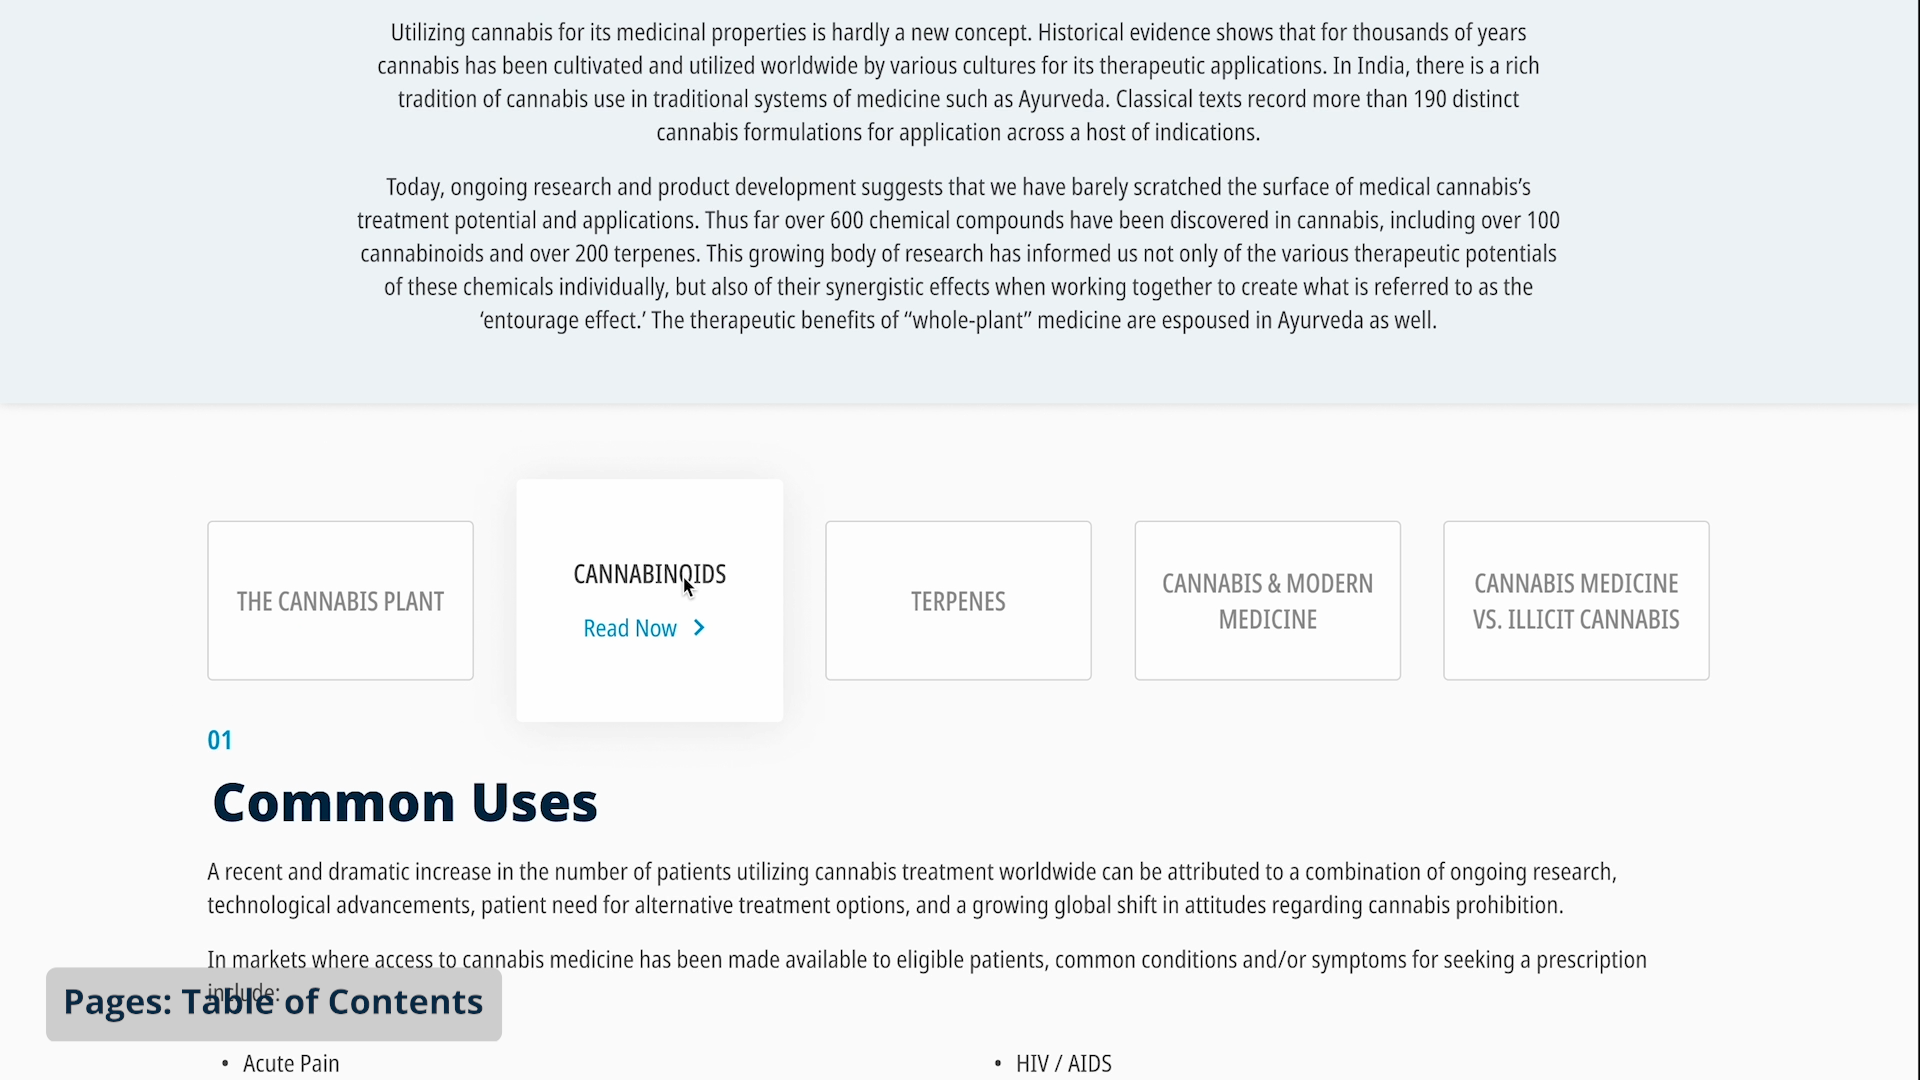 Utilizing cannabis for its medicinal properties is hardly a new concept. Historical evidence shows that for thousands of years
cannabis has been cultivated and utilized worldwide by various cultures for its therapeutic applications. In India, there is a rich
tradition of cannabis use in traditional systems of medicine such as Ayurveda. Classical texts record more than 190 distinct
cannabis formulations for application across a host of indications.
Today, ongoing research and product development suggests that we have barely scratched the surface of medical cannabis’s
treatment potential and applications. Thus far over 600 chemical compounds have been discovered in cannabis, including over 100
cannabinoids and over 200 terpenes. This growing body of research has informed us not only of the various therapeutic potentials
of these chemicals individually, but also of their synergistic effects when working together to create what is referred to as the
‘entourage effect.’ The therapeutic benefits of “whole-plant” medicine are espoused in Ayurveda as well.
THE CANNABIS PLANT
CANNABINOIDS
Read Now
TERPENES
CANNABIS & MODERN
MEDICINE
CANNABIS MEDICINE
VS. ILLICIT CANNABIS
01
Common Uses
A recent and dramatic increase in the number of patients utilizing cannabis treatment worldwide can be attributed to a combination of ongoing research,
technological advancements, patient need for alternative treatment options, and a growing global shift in attitudes regarding cannabis prohibition.
In markets where access to cannabis medicine has been made available to eligible patients, common conditions and/or symptoms for seeking a prescription
include:
Pages: Table of Contents
• Acute Pain
• HIV / AIDS